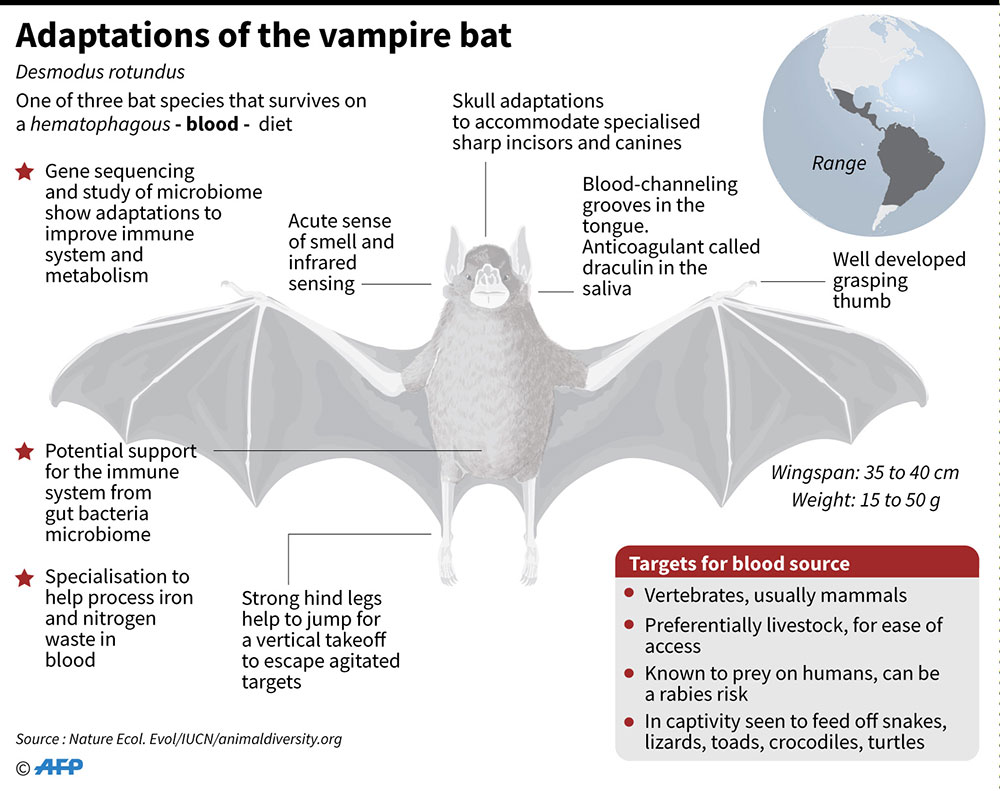 Adaptations of the vampire bat
Desmodus rotundus
One of three bat species that survives on
a hematophagous - blood - diet
Gene sequencing
and study of microbiome
show adaptations to
improve immune
system and
metabolism
Acute sense
of smell and
infrared
sensing
Skull adaptations
to accommodate specialised
sharp incisors and canines
Blood-channeling
grooves in the
tongue.
Anticoagulant called
draculin in the
saliva
Range
Well developed
grasping
thumb
Potential support
for the immune
system from
gut bacteria
microbiome
Wingspan: 35 to 40 cm
Weight: 15 to 50 g
Specialisation to
help process iron
and nitrogen
waste in
blood
Strong hind legs
help to jump for
a vertical takeoff
to escape agitated
targets
Targets for blood source
Vertebrates, usually mammals
Preferentially livestock, for ease of
access
Known to prey on humans, can be
a rabies risk
In captivity seen to feed off snakes,
lizards, toads, crocodiles, turtles
Source : Nature Ecol. Evol/IUCN/animaldiversity.org
© AFP